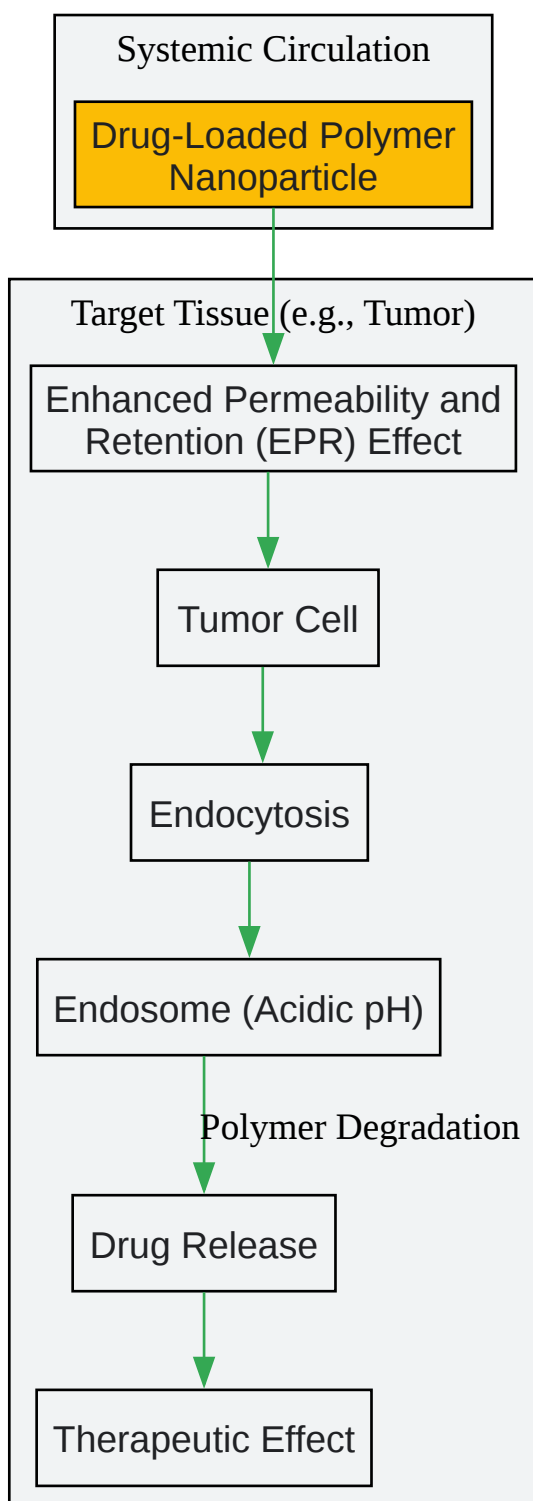 Systemic Circulation
Drug-Loaded Polymer
Nanoparticle
Target Tissue (e.g., Tumor)
Enhanced Permeability and
Retention (EPR) Effect
Tumor Cell
Endocytosis
Endosome (Acidic pH)
Polymer Degradation
Drug Release
Therapeutic Effect